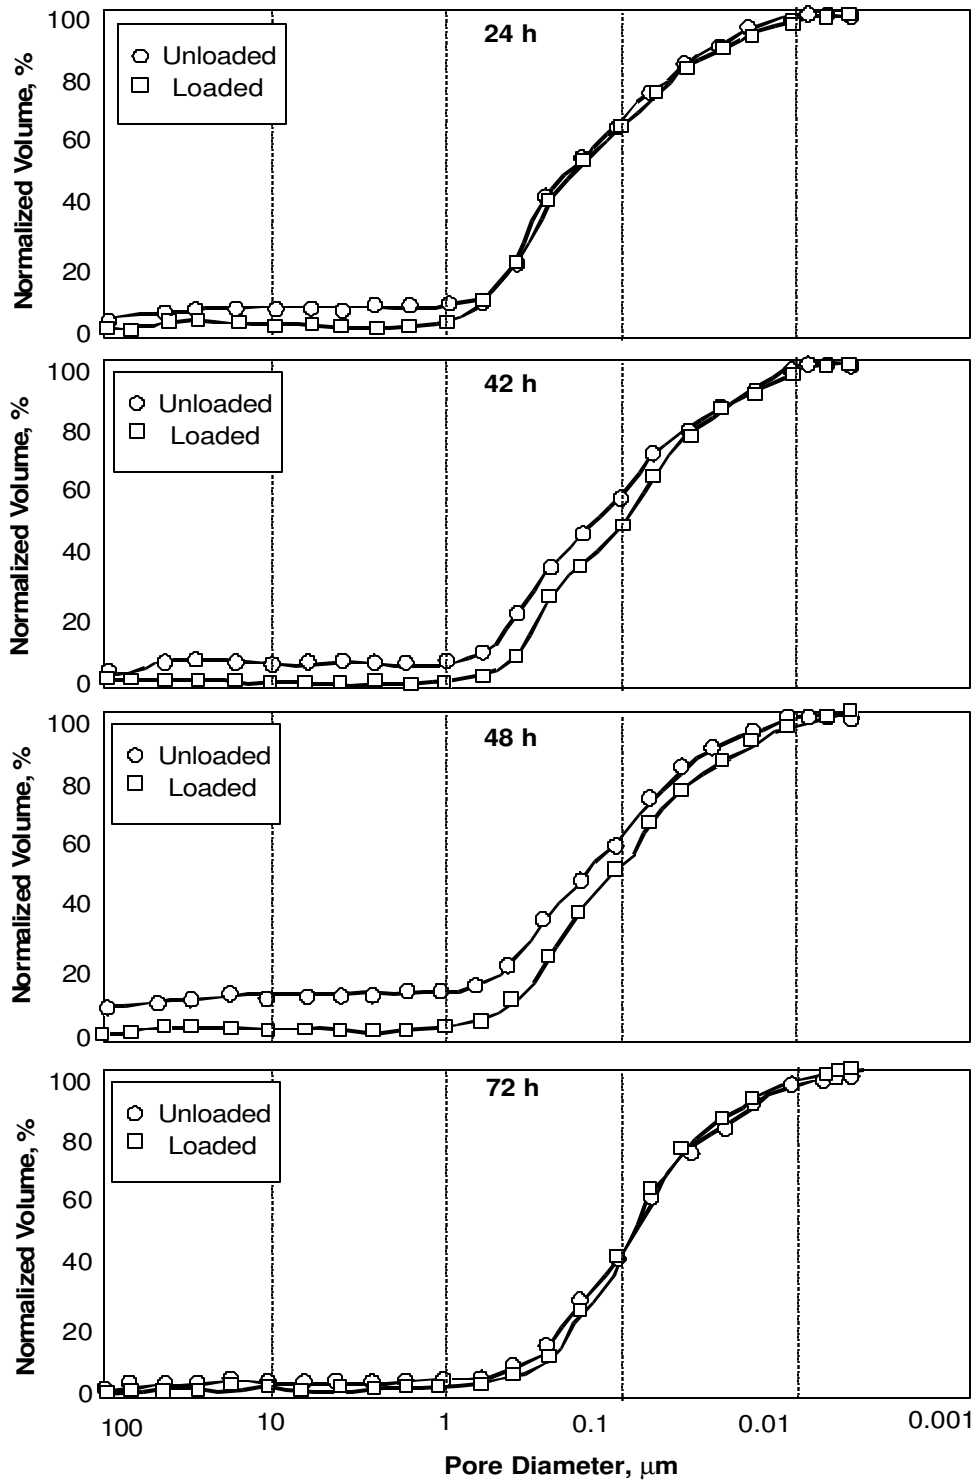 24 h
Unloaded
Loaded
100
80
60
40
20
0
Normalized Volume, %
42 h
Unloaded
Loaded
100
80
60
40
20
0
Normalized Volume, %
48 h
Unloaded
Loaded
100
80
60
40
20
0
Normalized Volume, %
72 h
Unloaded
Loaded
100
80
60
40
20
0
Normalized Volume, %
100 10 1 0.1 0.01 0.001
Pore Diameter, μm